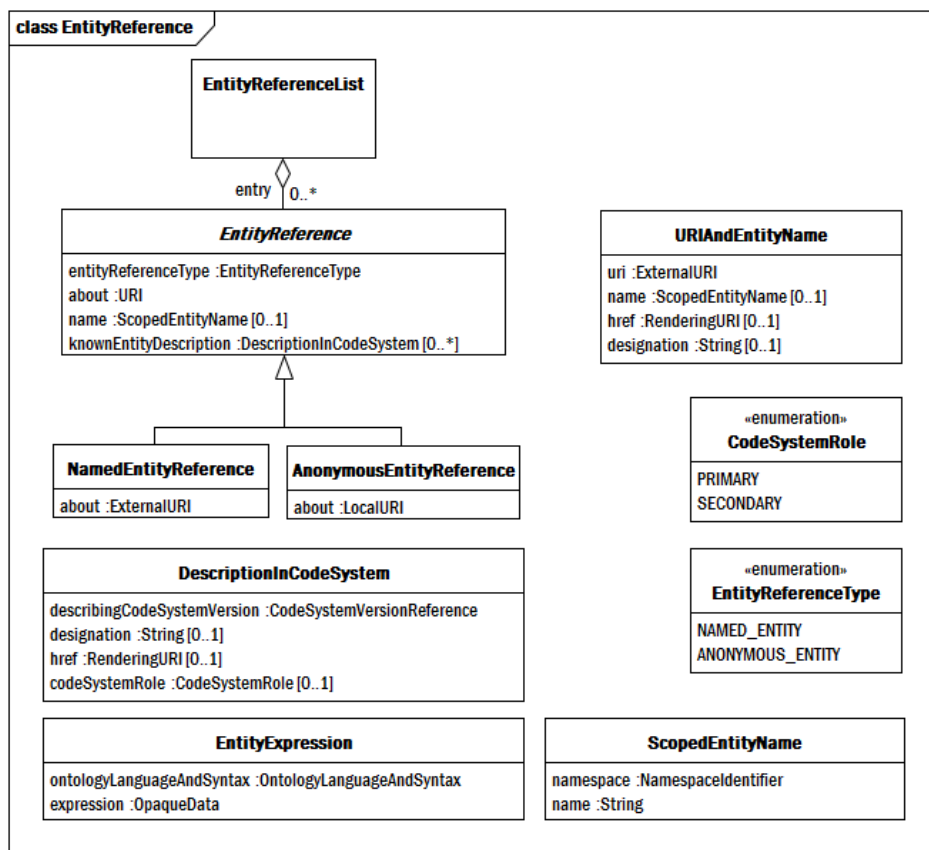 class EntityReference
EntityReferenceList
entry
0..*
EntityReference
entityReferenceType :EntityReferenceType
about :URI
name :ScopedEntityName [0..1]
knownEntityDescription :DescriptionInCodeSystem [0..*]
URIAndEntityName
uri :ExternalURI
name :ScopedEntityName [0..1]
href :RenderingURI [0..1]
designation :String [0..1]
«enumeration»
CodeSystemRole
PRIMARY
SECONDARY
NamedEntityReference
about :ExternalURI
AnonymousEntityReference
about :LocalURI
DescriptionInCodeSystem
describingCodeSystemVersion :CodeSystemVersionReference
designation :String [0..1]
href :RenderingURI [0..1]
codeSystemRole :CodeSystemRole [0..1]
«enumeration»
EntityReferenceType
NAMED_ENTITY
ANONYMOUS_ENTITY
EntityExpression
ontologyLanguageAndSyntax :OntologyLanguageAndSyntax
expression :OpaqueData
ScopedEntityName
namespace :NamespaceIdentifier
name :String